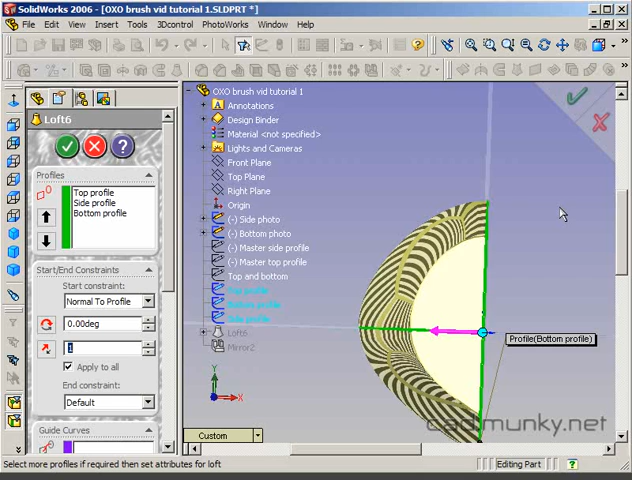 SolidWorks 2006 - [OXO brush vid tutorial 1.SLDPRT *]
File Edit View Insert Tools 3Dcontrol PhotoWorks Window Help
OXO brush vid tutorial 1
Annotations
Design Binder
Material <not specified>
Lights and Cameras
Front Plane
Top Plane
Right Plane
Origin
(-) Side photo
(-) Bottom photo
(-) Master side profile
(-) Master top profile
Top and bottom
Top profile
Bottom profile
Side profile
Loft6
Mirror2
Loft6
Profiles
Top profile
Side profile
Bottom profile
Start/End Constraints
Start constraint:
Normal To Profile
0.00deg
1
Apply to all
End constraint:
Default
Guide Curves
Profile(Bottom profile)
Y
X
Custom
cadjmunky.net
Select more profiles if required then set attributes for loft
Editing Part